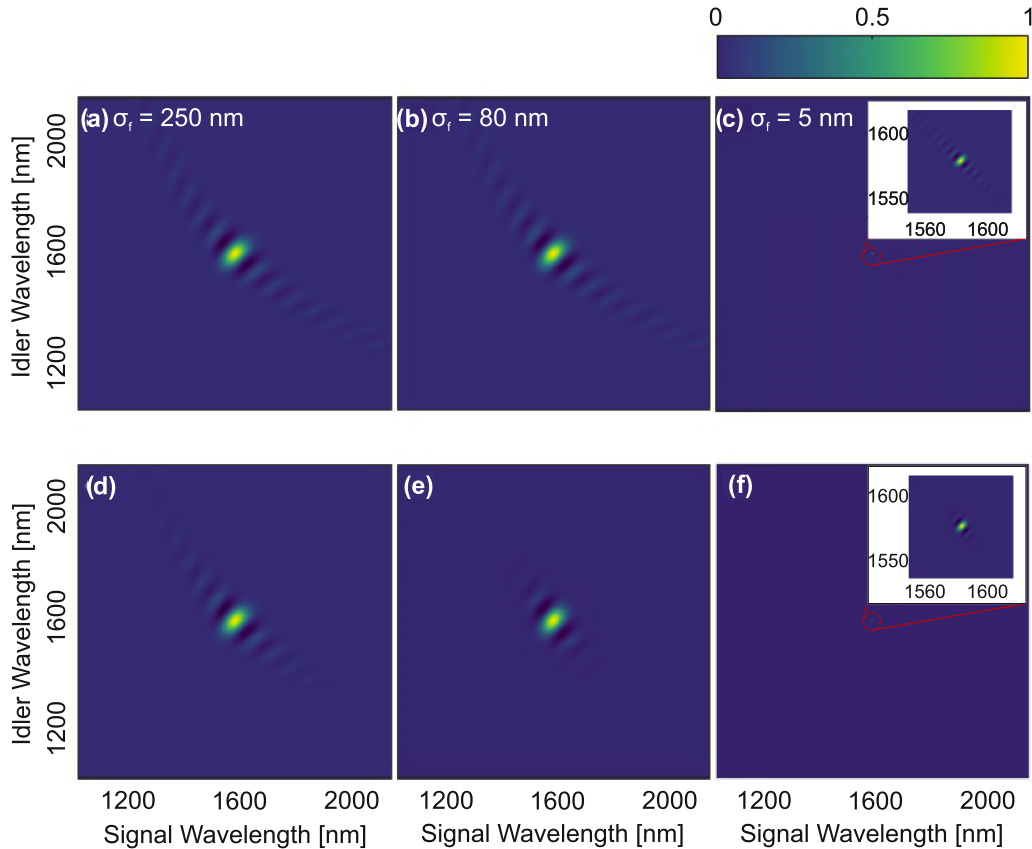 0 0.5 1
(a) σf = 250 nm
(b) σf = 80 nm
(c) σf = 5 nm
1600
1550
1560 1600
Idler Wavelength [nm]
2000
1600
1200
(d)
(e)
(f)
1600
1550
1560 1600
Idler Wavelength [nm]
2000
1600
1200
1200 1600 2000
1200 1600 2000
1200 1600 2000
Signal Wavelength [nm]
Signal Wavelength [nm]
Signal Wavelength [nm]